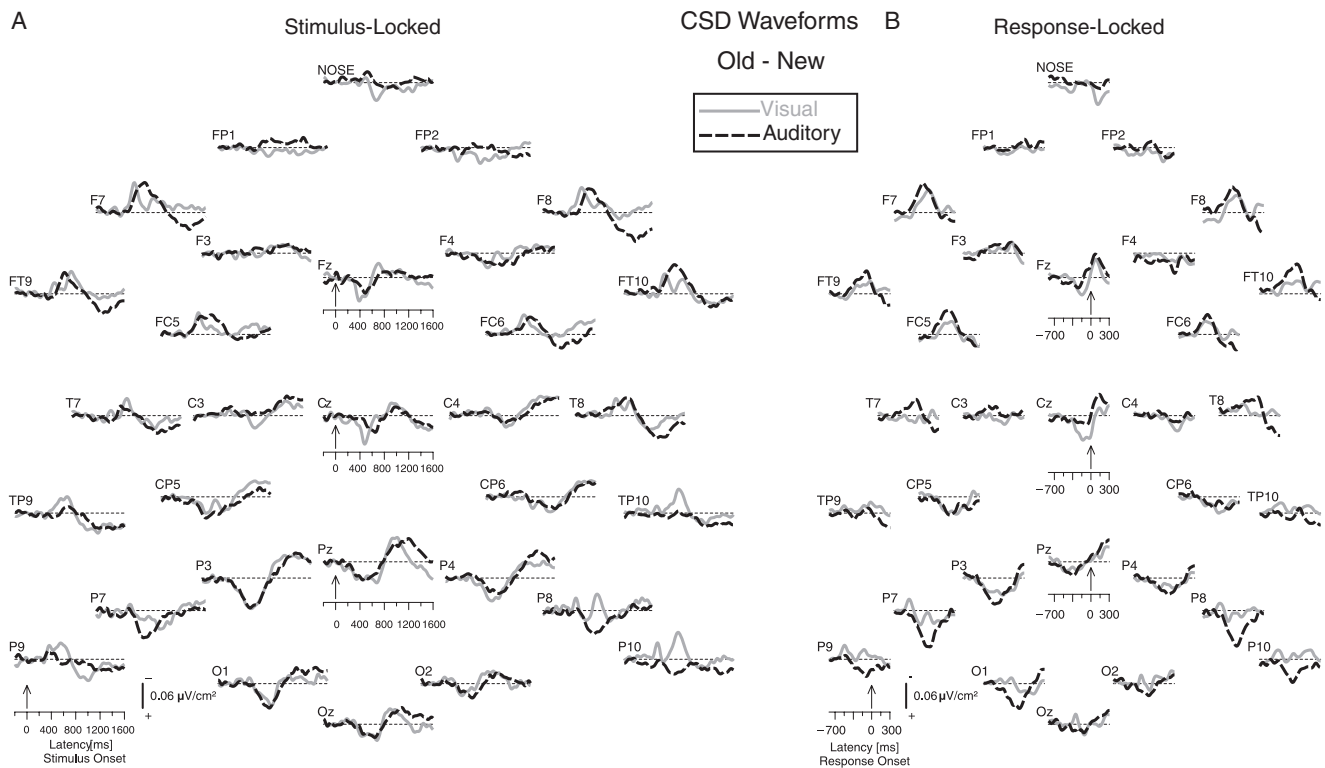 A
Stimulus-Locked
CSD Waveforms
Old - New
Visual
Auditory
NOSE
FP1
FP2
F7
F8
F3
F4
Fz
FT9
FT10
0 400 800 1200 1600
FC5
FC6
T7
C3
Cz
C4
T8
0 400 800 1200 1600
TP9
CP5
CP6
TP10
P3
Pz
P4
0 400 800 1200 1600
P7
P8
P9
P10
O1
O2
Oz
−
0.06 µV/cm²
+
0 400 800 1200 1600
Latency[ms]
Stimulus Onset
B
Response-Locked
NOSE
FP1
FP2
F7
F8
F3
F4
Fz
FT9
FT10
FC5
FC6
−700 0 300
T7
C3
Cz
C4
T8
−700 0 300
TP9
CP5
CP6
TP10
P3
Pz
P4
−700 0 300
P7
P8
P9
P10
O1
O2
Oz
-
0.06 µV/cm²
+
−700 0 300
Latency [ms]
Response Onset